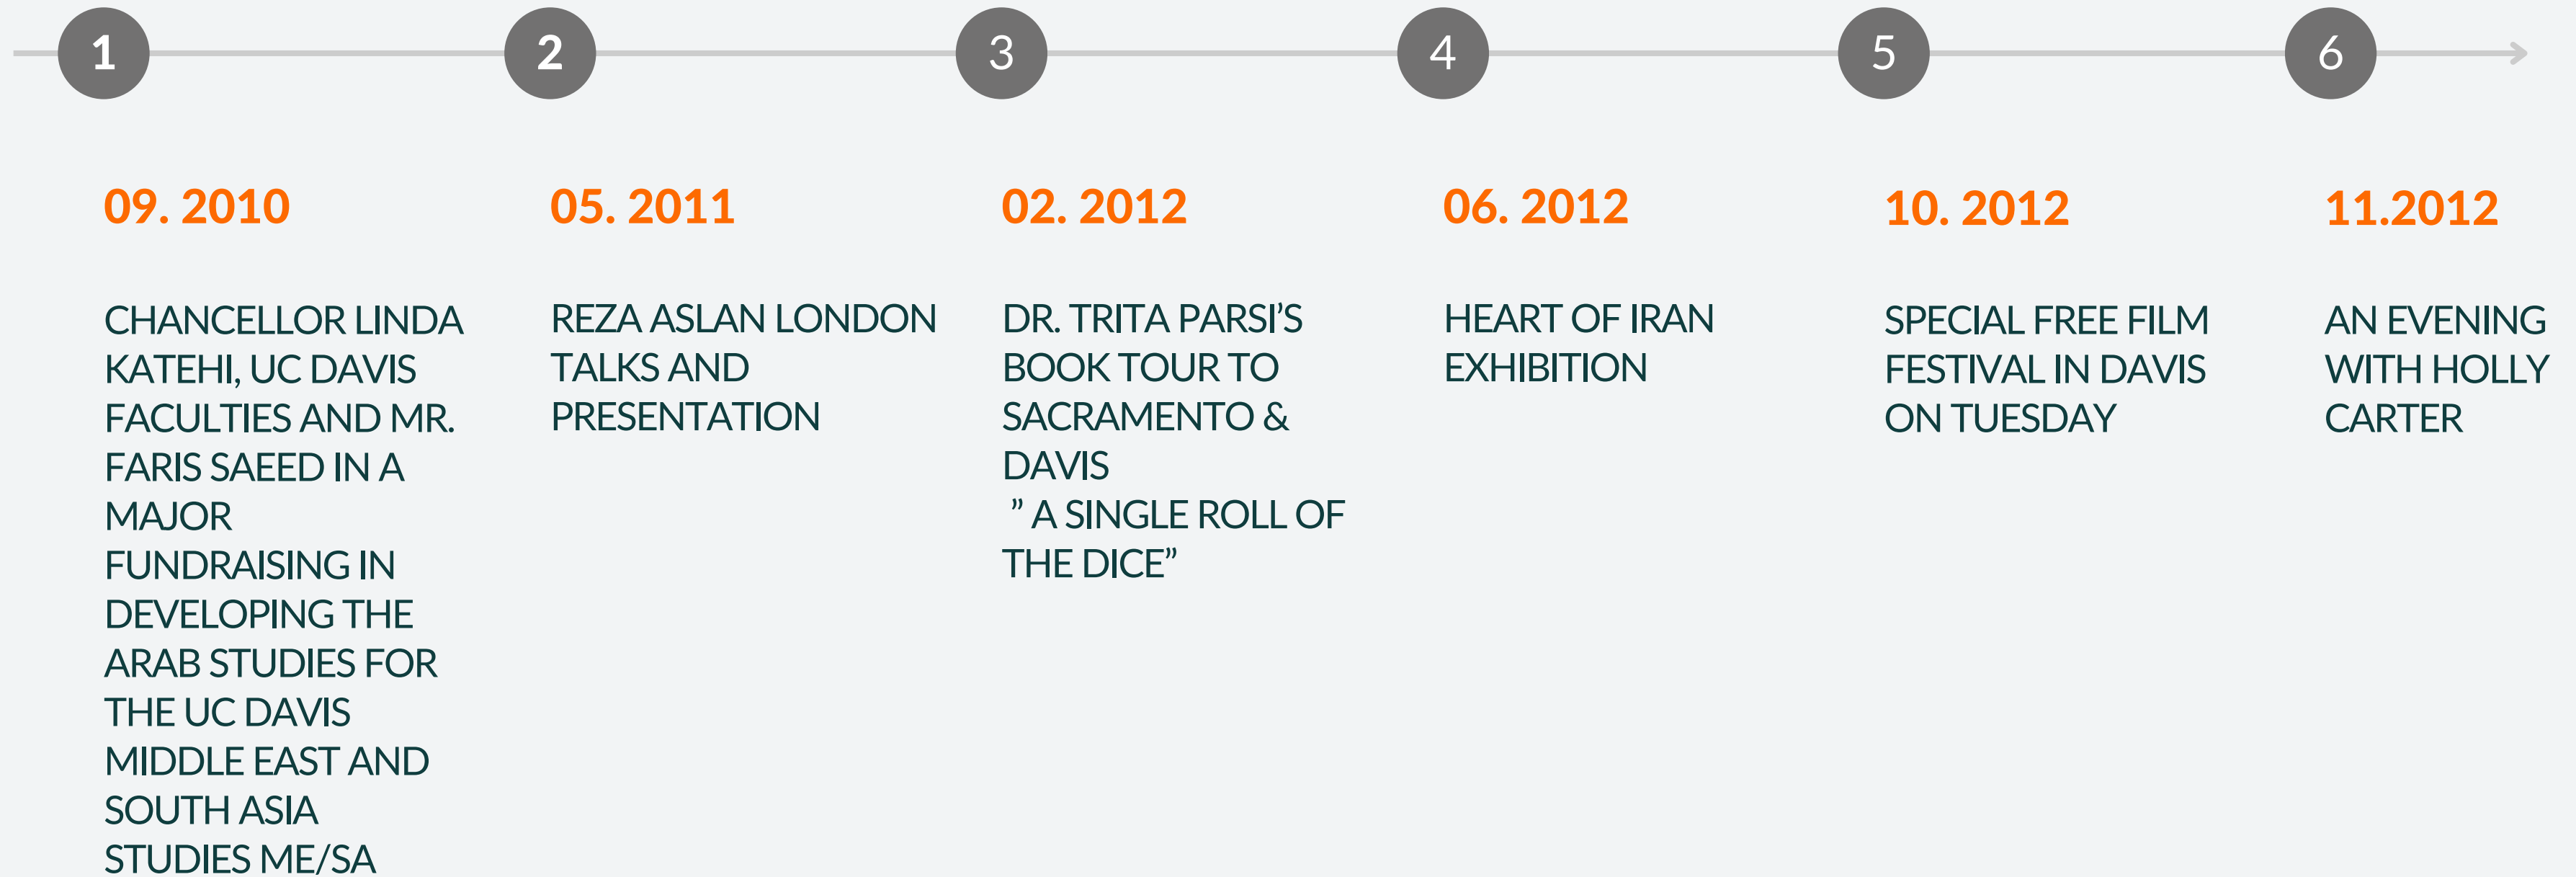 1
2
3
4
5
6
09. 2010
CHANCELLOR LINDA
KATEHI, UC DAVIS
FACULTIES AND MR.
FARIS SAEED IN A
MAJOR
FUNDRAISING IN
DEVELOPING THE
ARAB STUDIES FOR
THE UC DAVIS
MIDDLE EAST AND
SOUTH ASIA
STUDIES ME/SA
05. 2011
REZA ASLAN LONDON
TALKS AND
PRESENTATION
02. 2012
DR. TRITA PARSI’S
BOOK TOUR TO
SACRAMENTO &
DAVIS
” A SINGLE ROLL OF
THE DICE”
06. 2012
HEART OF IRAN
EXHIBITION
10. 2012
SPECIAL FREE FILM
FESTIVAL IN DAVIS
ON TUESDAY
11.2012
AN EVENING
WITH HOLLY
CARTER